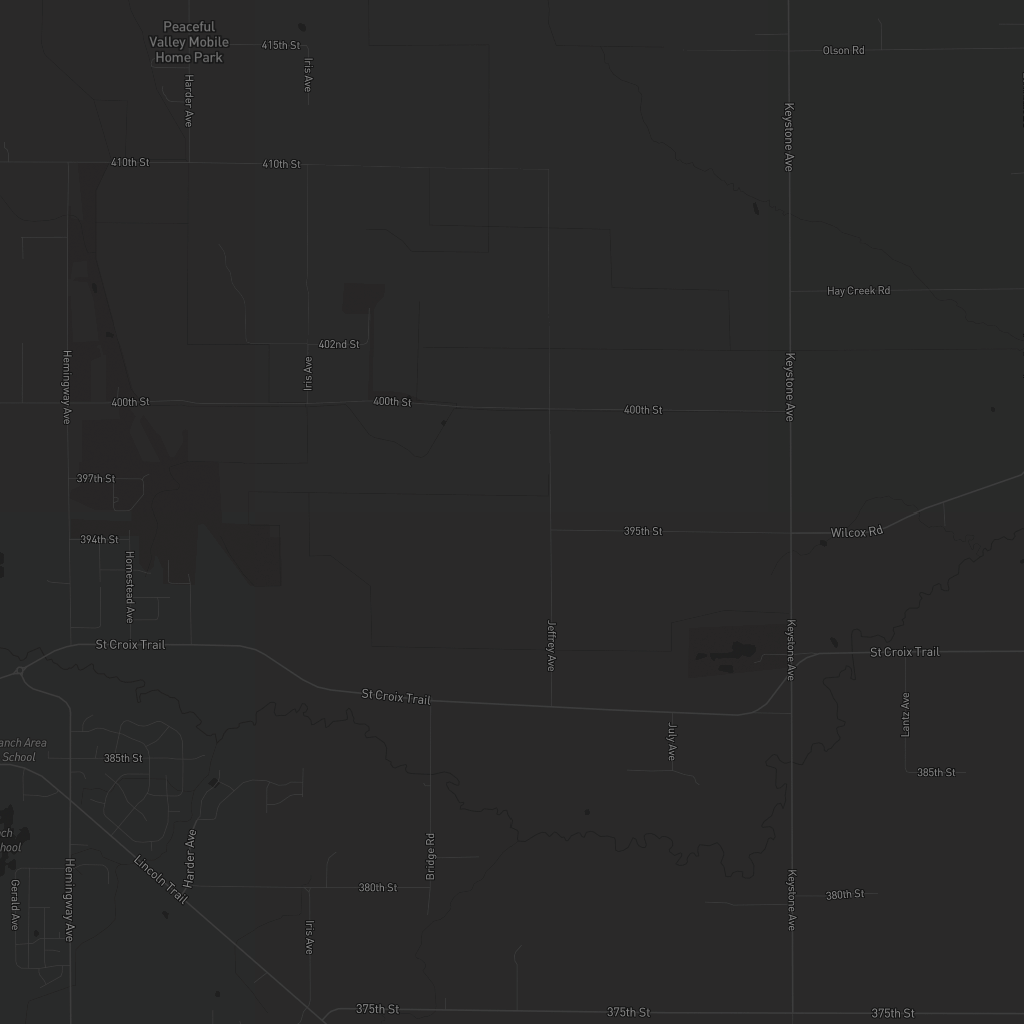 Peaceful
Valley Mobile
Home Park
415th St
Olson Rd
Iris Ave
Harder Ave
Keystone Ave
410th St
410th St
Hay Creek Rd
402nd St
Iris Ave
Hemingway Ave
Keystone Ave
400th St
400th St
400th St
397th St
395th St
Wilcox Rd
394th St
Homestead Ave
St Croix Trail
Jeffrey Ave
Keystone Ave
St Croix Trail
St Croix Trail
Lantz Ave
July Ave
anch Area
School
385th St
385th St
ch
hool
Harder Ave
Bridge Rd
Lincoln Trail
Hemingway Ave
Gerald Ave
380th St
380th St
Keystone Ave
Iris Ave
375th St
375th St
375th St